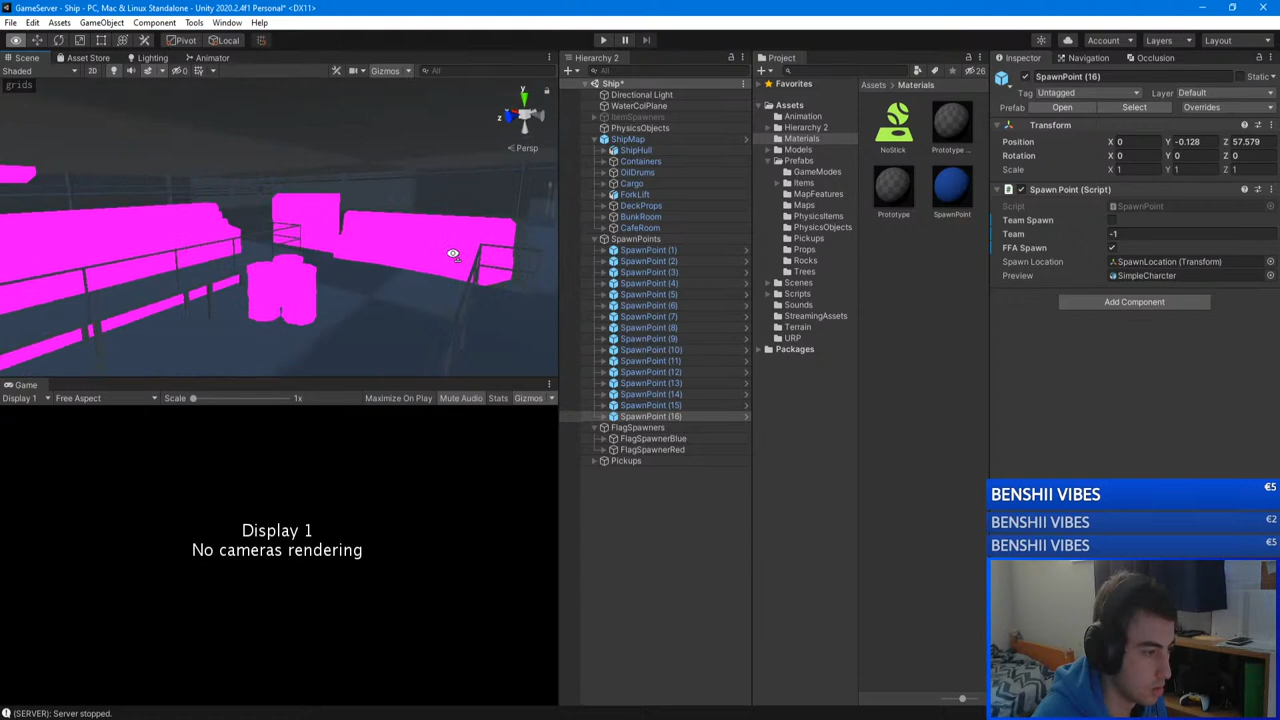 GameServer - Ship - PC, Mac & Linux Standalone - Unity 2020.2.4f1 Personal* <DX11>
File Edit Assets GameObject Component Tools Window Help
Pivot Local Account Layers Layout
Scene Asset Store Lighting Animator
Shaded 2D 0 Gizmos All
grids
y
z
Persp
Game
Display 1 Free Aspect Scale 1x Maximize On Play Mute Audio Stats Gizmos
Display 1
No cameras rendering
(SERVER): Server stopped.
Hierarchy 2
All
Ship*
Directional Light
WaterColPlane
ItemSpawners
PhysicsObjects
ShipMap
ShipHull
Containers
OilDrums
Cargo
ForkLift
DeckProps
BunkRoom
CafeRoom
SpawnPoints
SpawnPoint (1)
SpawnPoint (2)
SpawnPoint (3)
SpawnPoint (4)
SpawnPoint (5)
SpawnPoint (6)
SpawnPoint (7)
SpawnPoint (8)
SpawnPoint (9)
SpawnPoint (10)
SpawnPoint (11)
SpawnPoint (12)
SpawnPoint (13)
SpawnPoint (14)
SpawnPoint (15)
SpawnPoint (16)
FlagSpawners
FlagSpawnerBlue
FlagSpawnerRed
Pickups
Project
26
Favorites
Assets
Animation
Hierarchy 2
Materials
Models
Prefabs
GameModes
Items
MapFeatures
Maps
PhysicsItems
PhysicsObjects
Pickups
Props
Rocks
Trees
Scenes
Scripts
Sounds
StreamingAssets
Terrain
URP
Packages
Assets Materials
NoStick Prototype ...
Prototype SpawnPoint
Inspector Navigation Occlusion
SpawnPoint (16) Static
Tag Untagged Layer Default
Prefab Open Select Overrides
Transform
Position X 0 Y -0.128 Z 57.579
Rotation X 0 Y 0 Z 0
Scale X 1 Y 1 Z 1
Spawn Point (Script)
Script SpawnPoint
Team Spawn
Team -1
FFA Spawn
Spawn Location SpawnLocation (Transform)
Preview SimpleCharcter
Add Component
BENSHII VIBES €5
BENSHII VIBES €2
BENSHII VIBES €5